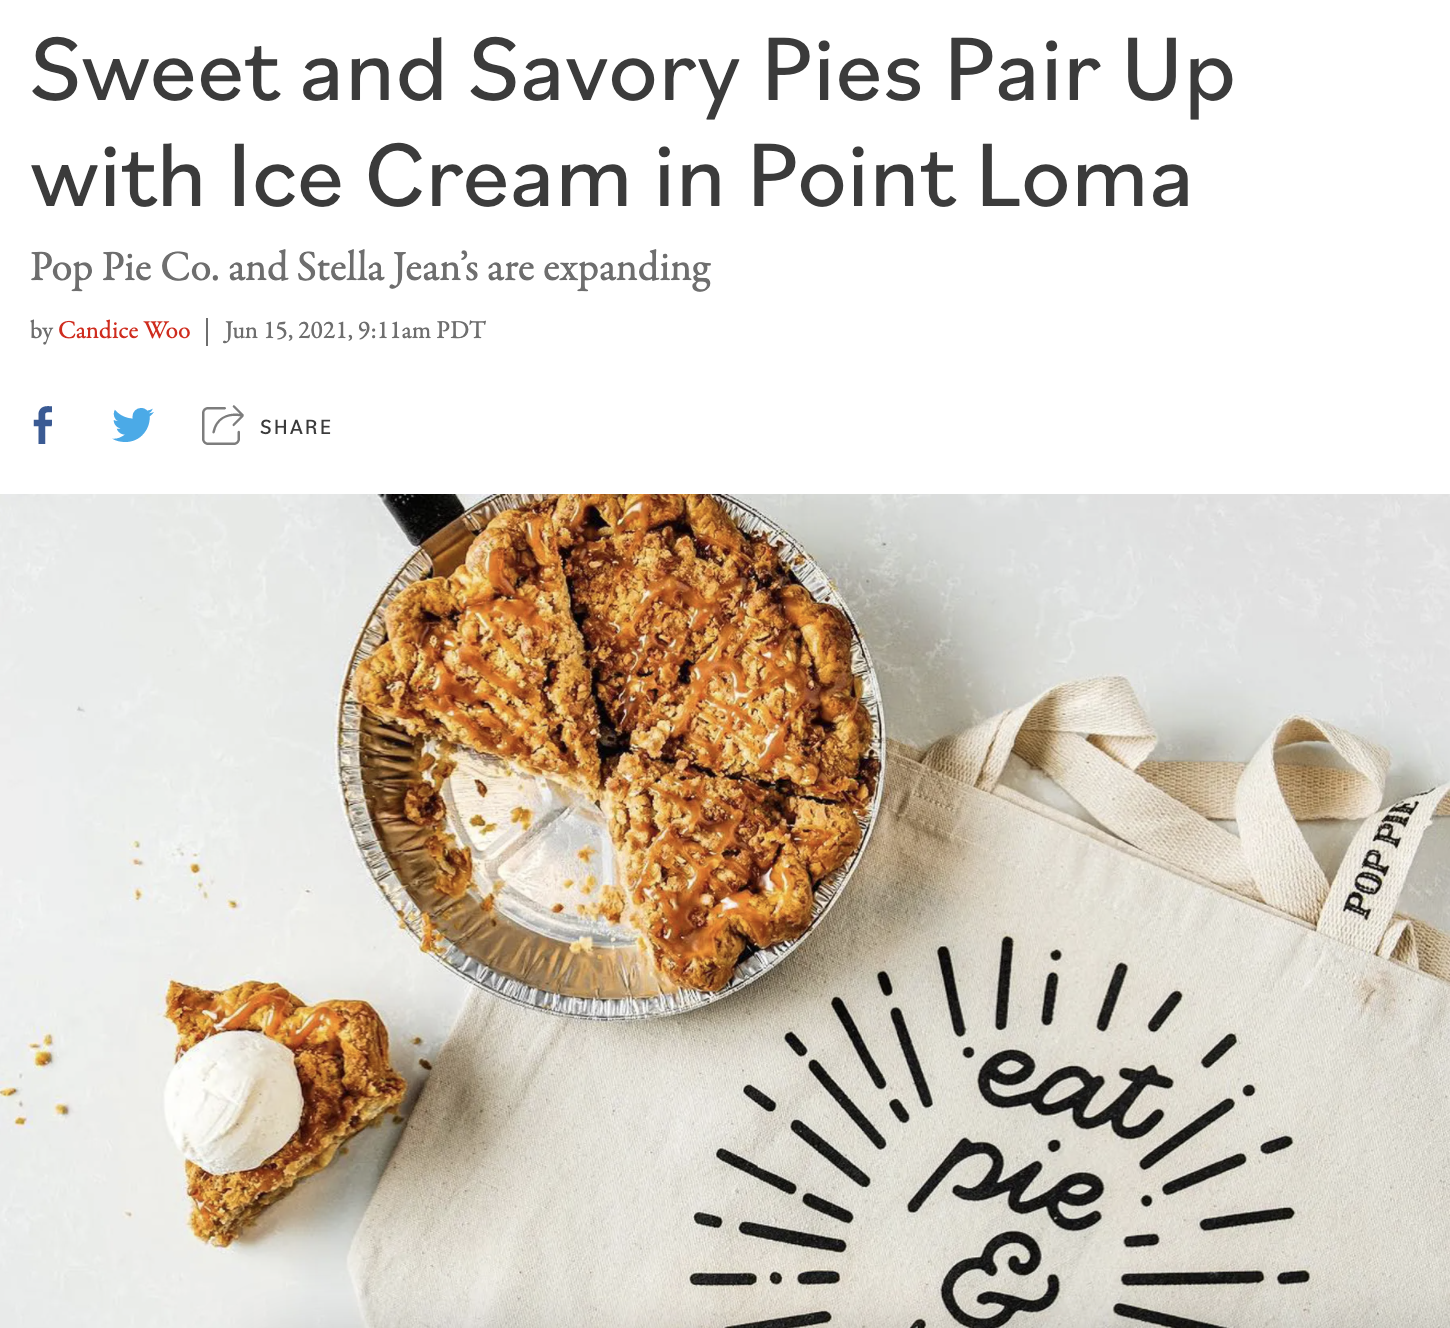 Sweet and Savory Pies Pair Up
with Ice Cream in Point Loma
Pop Pie Co. and Stella Jean’s are expanding
by Candice Woo | Jun 15, 2021, 9:11am PDT
SHARE
POP PIE
eat
pie
&